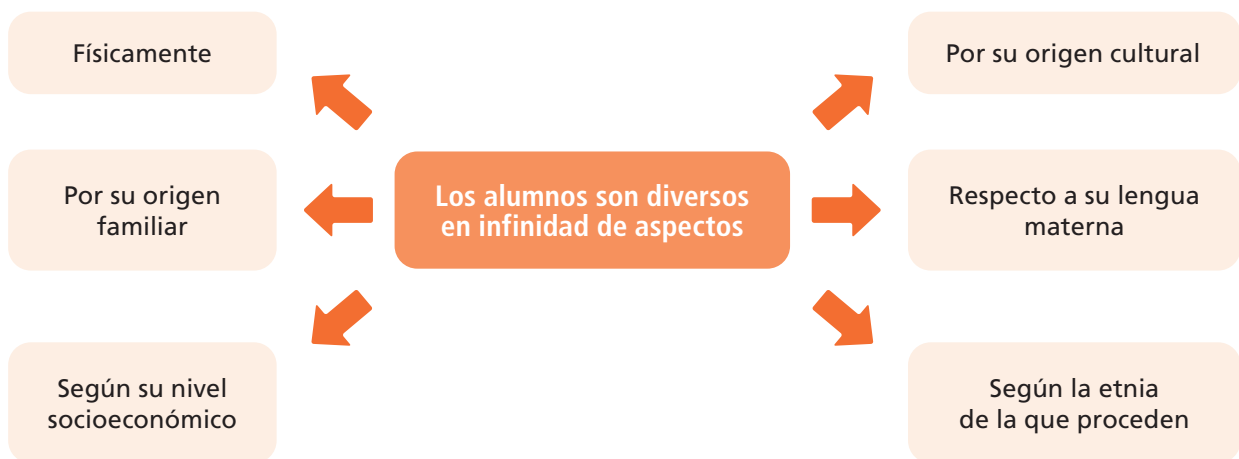 Físicamente
Por su origen cultural
Por su origen
familiar
Los alumnos son diversos
en infinidad de aspectos
Respecto a su lengua
materna
Según su nivel
socioeconómico
Según la etnia
de la que proceden